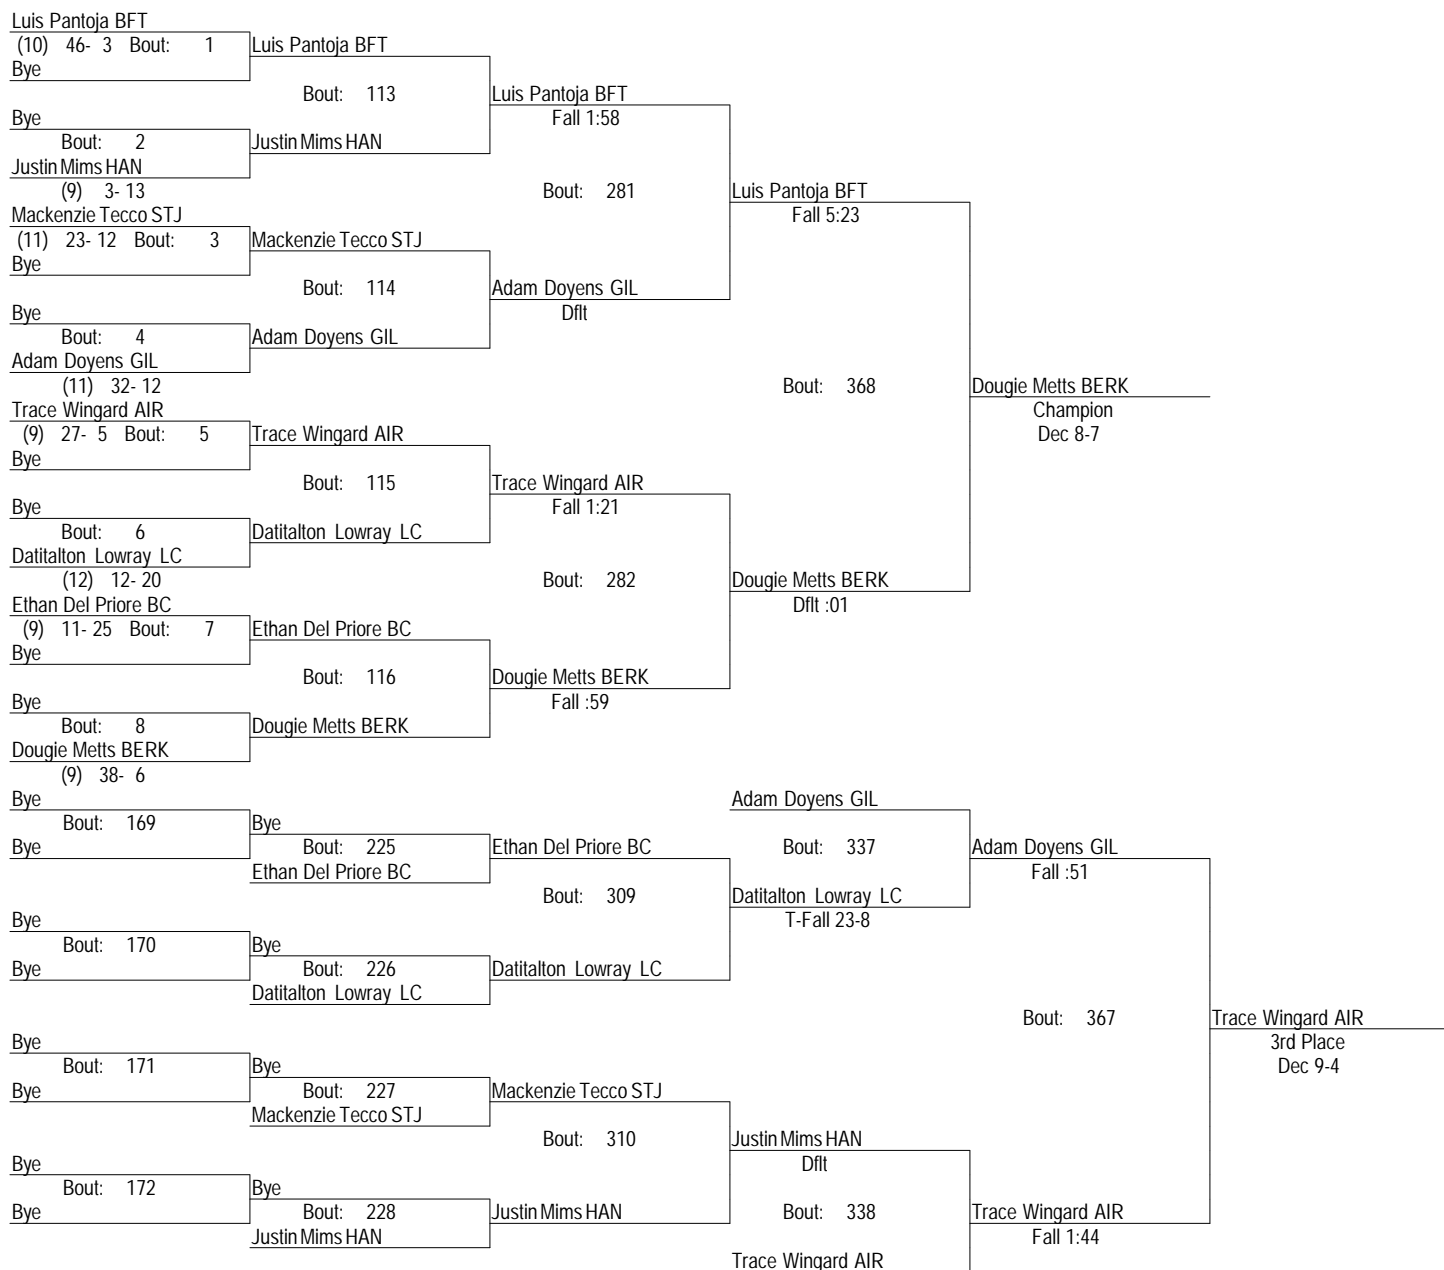 Luis Pantoja BFT
(10) 46- 3 Bout: 1 Luis Pantoja BFT
Bye
Bout: 113 Luis Pantoja BFT
Bye Fall 1:58
Bout: 2 Justin Mims HAN
Justin Mims HAN
(9) 3- 13 Bout: 281 Luis Pantoja BFT
Mackenzie Tecco STJ Fall 5:23
(11) 23- 12 Bout: 3 Mackenzie Tecco STJ
Bye
Bout: 114 Adam Doyens GIL
Bye Dflt
Bout: 4 Adam Doyens GIL
Adam Doyens GIL
(11) 32- 12 Bout: 368 Dougie Metts BERK
Trace Wingard AIR Champion
(9) 27- 5 Bout: 5 Trace Wingard AIR Dec 8-7
Bye
Bout: 115 Trace Wingard AIR
Bye Fall 1:21
Bout: 6 Datitalton Lowray LC
Datitalton Lowray LC
(12) 12- 20 Bout: 282 Dougie Metts BERK
Ethan Del Priore BC Dflt :01
(9) 11- 25 Bout: 7 Ethan Del Priore BC
Bye
Bout: 116 Dougie Metts BERK
Bye Fall :59
Bout: 8 Dougie Metts BERK
Dougie Metts BERK
(9) 38- 6
Bye Adam Doyens GIL
Bout: 169 Bye
Bye Bout: 225 Ethan Del Priore BC Bout: 337 Adam Doyens GIL
Ethan Del Priore BC Fall :51
Bout: 309 Datitalton Lowray LC
Bye T-Fall 23-8
Bout: 170 Bye
Bye Bout: 226 Datitalton Lowray LC
Datitalton Lowray LC
Bout: 367 Trace Wingard AIR
Bye 3rd Place
Bout: 171 Bye Dec 9-4
Bye Bout: 227 Mackenzie Tecco STJ
Mackenzie Tecco STJ
Bout: 310 Justin Mims HAN
Bye Dflt
Bout: 172 Bye
Bye Bout: 228 Justin Mims HAN Bout: 338 Trace Wingard AIR
Justin Mims HAN Fall 1:44
Trace Wingard AIR